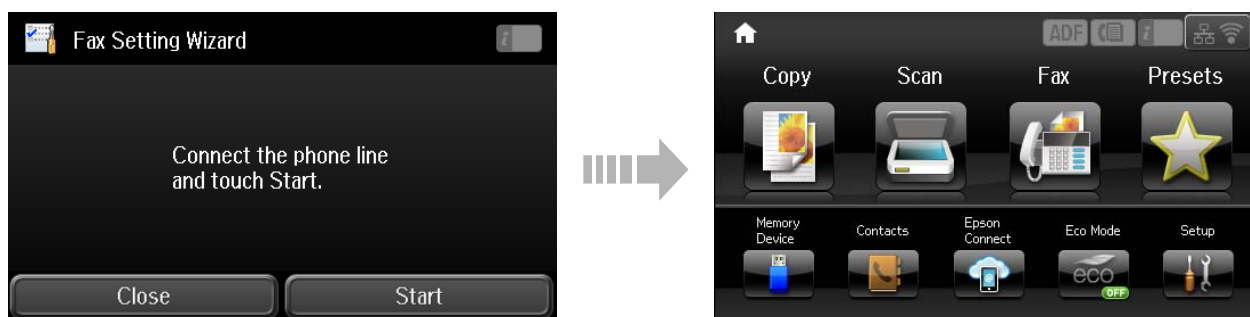 Fax Setting Wizard
i
Connect the phone line
and touch Start.
Close
Start
ADF
i
Copy
Scan
Fax
Presets
Memory
Device
Contacts
Epson
Connect
Eco Mode
Setup
eco
OFF